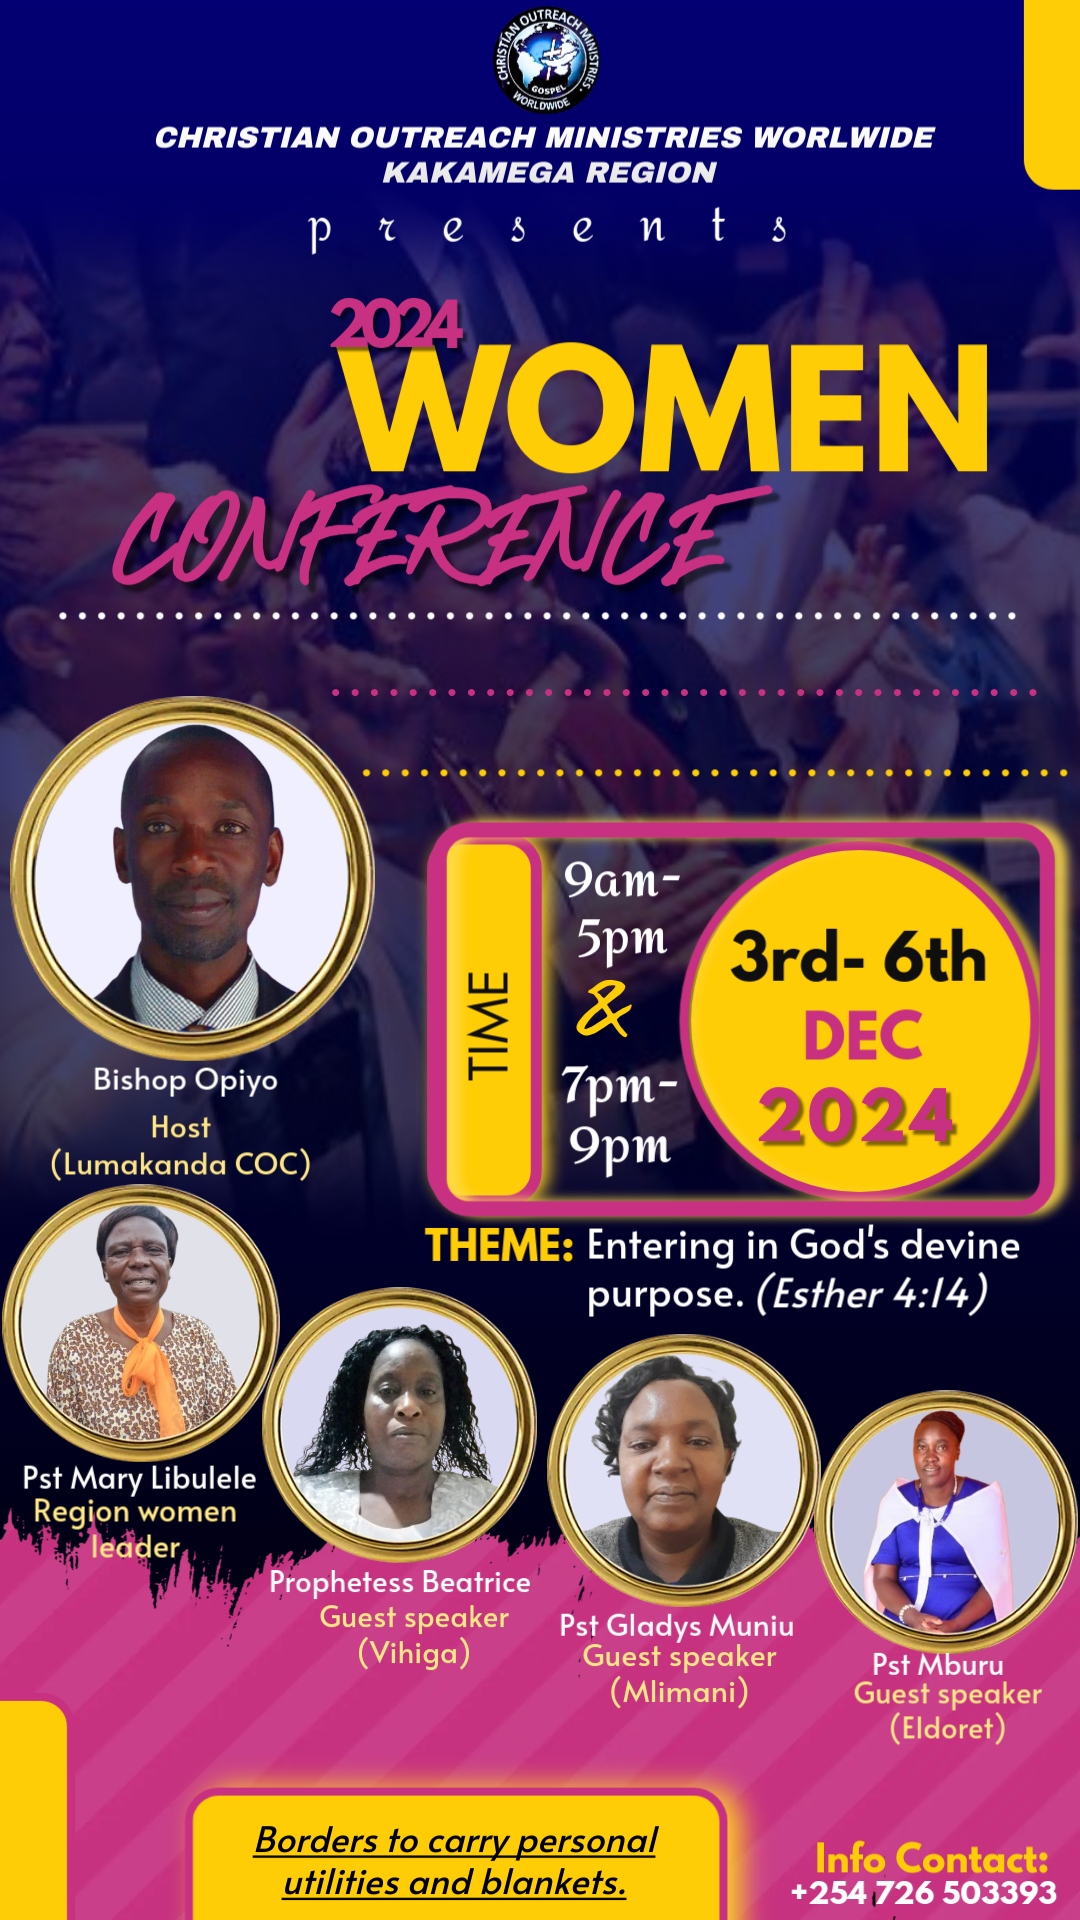 CHRISTIAN OUTREACH MINISTRIES
GOSPEL
WORLDWIDE
CHRISTIAN OUTREACH MINISTRIES WORLWIDE
KAKAMEGA REGION
presents
2024
WOMEN
CONFERENCE
TIME
9am-
5pm
&
7pm-
9pm
3rd- 6th
DEC
2024
Bishop Opiyo
Host
(Lumakanda COC)
THEME: Entering in God's devine
purpose. (Esther 4:14)
Pst Mary Libulele
Region women
leader
Prophetess Beatrice
Guest speaker
(Vihiga)
Pst Gladys Muniu
Guest speaker
(Mlimani)
Pst Mburu
Guest speaker
(Eldoret)
Borders to carry personal
utilities and blankets.
Info Contact:
+254 726 503393